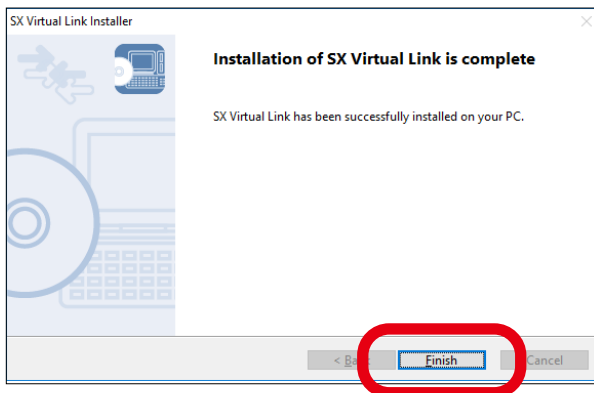 SX Virtual Link Installer
Installation of SX Virtual Link is complete
SX Virtual Link has been successfully installed on your PC.
Finish
Cancel